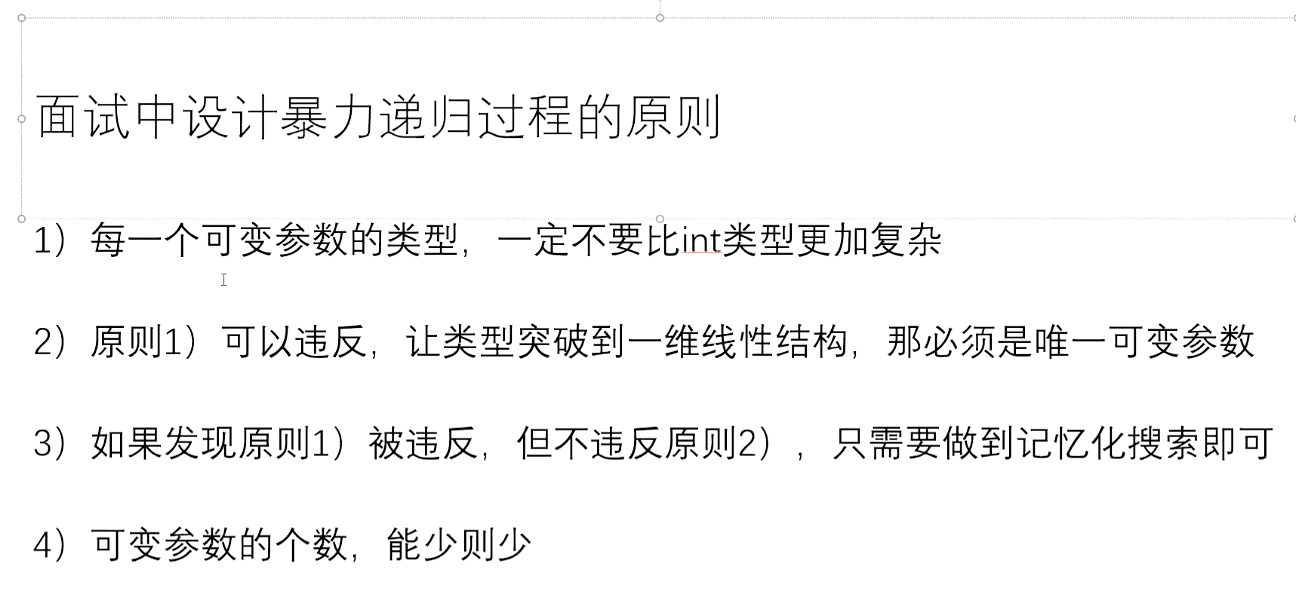 面试中设计暴力递归过程的原则
1）每一个可变参数的类型，一定不要比int类型更加复杂
2）原则1）可以违反，让类型突破到一维线性结构，那必须是唯一可变参数
3）如果发现原则1）被违反，但不违反原则2），只需要做到记忆化搜索即可
4）可变参数的个数，能少则少